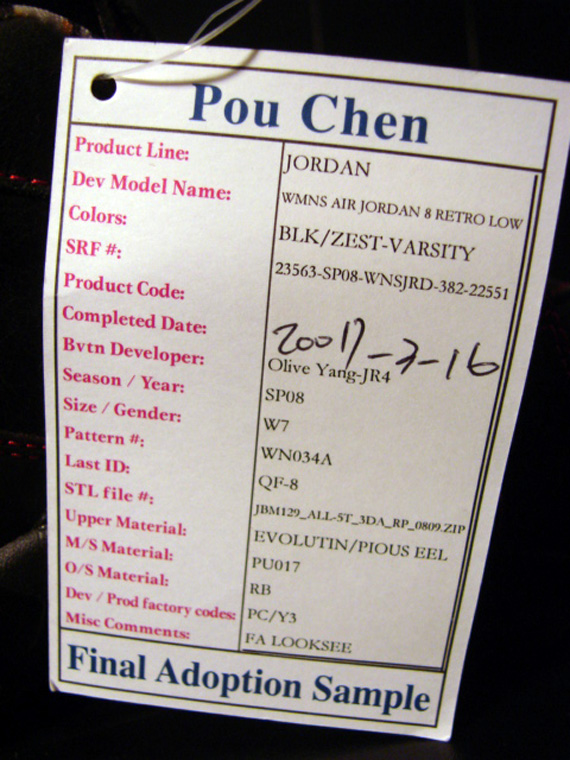 Pou Chen
Product Line: JORDAN
Dev Model Name: WMNS AIR JORDAN 8 RETRO LOW
Colors: BLK/ZEST-VARSITY
SRF #: 23563-SP08-WNSJRD-382-22551
Product Code:
Completed Date: 2007-3-16
Bvtn Developer: Olive Yang-JR4
Season / Year: SP08
Size / Gender: W7
Pattern #: WN034A
Last ID: QF-8
STL file #: JBM129_ALL-5T_3DA_RP_0809.ZIP
Upper Material: EVOLUTIN/PIOUS EEL
M/S Material: PU017
O/S Material: RB
Dev / Prod factory codes: PC/Y3
Misc Comments: FA LOOKSEE
Final Adoption Sample